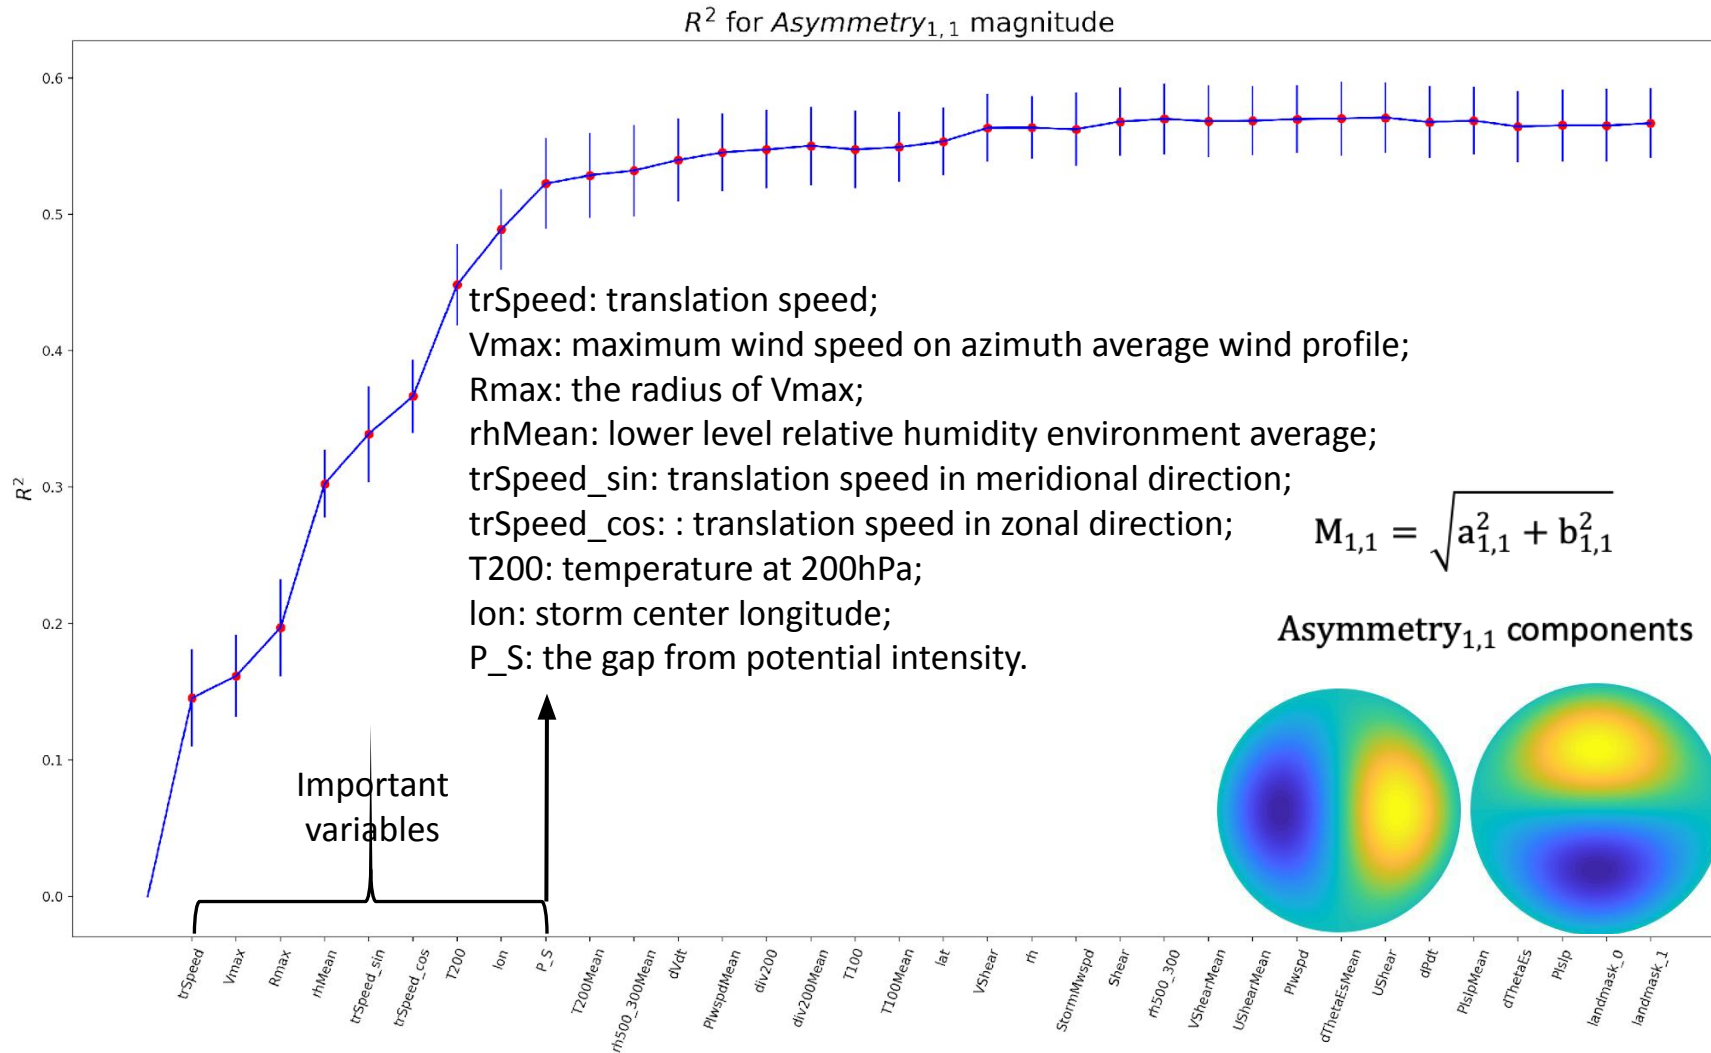 R² for Asymmetry₁,₁ magnitude
0.6
0.5
0.4
0.3
0.2
0.1
0.0
R²
trSpeed: translation speed;
Vmax: maximum wind speed on azimuth average wind profile;
Rmax: the radius of Vmax;
rhMean: lower level relative humidity environment average;
trSpeed_sin: translation speed in meridional direction;
trSpeed_cos: : translation speed in zonal direction;
T200: temperature at 200hPa;
lon: storm center longitude;
P_S: the gap from potential intensity.
M₁,₁ = √(a²₁,₁ + b²₁,₁)
Asymmetry₁,₁ components
Important
variables
trSpeed
Vmax
Rmax
rhMean
trSpeed_sin
trSpeed_cos
T200
lon
P_S
T200Mean
rh500_300Mean
dVdt
PlwspdMean
div200
div200Mean
T100
T100Mean
lat
VShear
rh
StormMwspd
Shear
rh500_300
VShearMean
UShearMean
Plwspd
dThetaEsMean
UShear
dPdt
PlslpMean
dThetaEs
Plslp
landmask_0
landmask_1